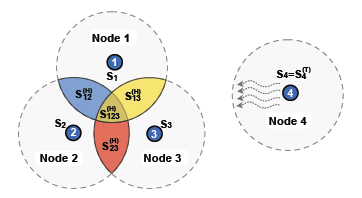 Node 1
1
S1
S12(H)
S13(H)
S123(H)
S23(H)
S2
2
Node 2
S3
3
Node 3
S4=S4(T)
4
Node 4